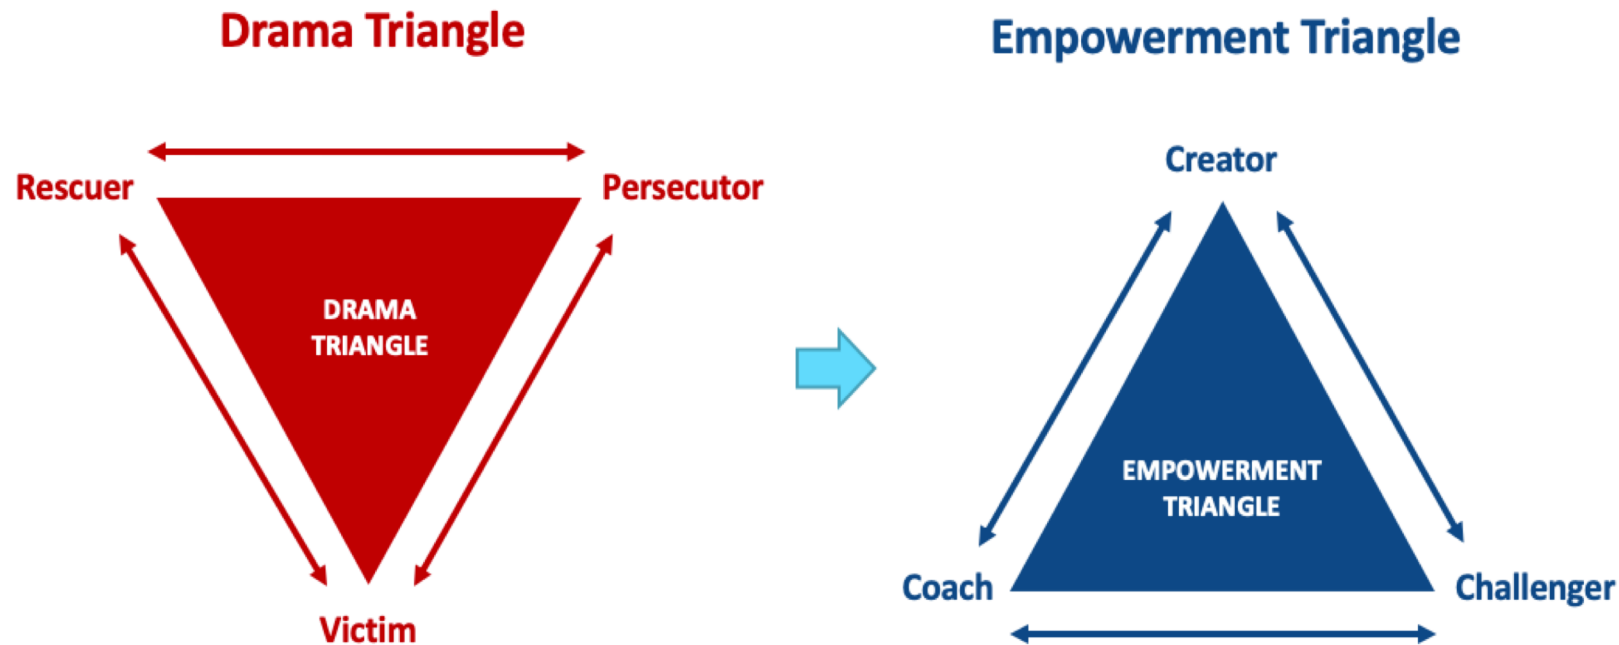 Drama Triangle
Rescuer
Persecutor
DRAMA
TRIANGLE
Victim
Empowerment Triangle
Creator
EMPOWERMENT
TRIANGLE
Coach
Challenger